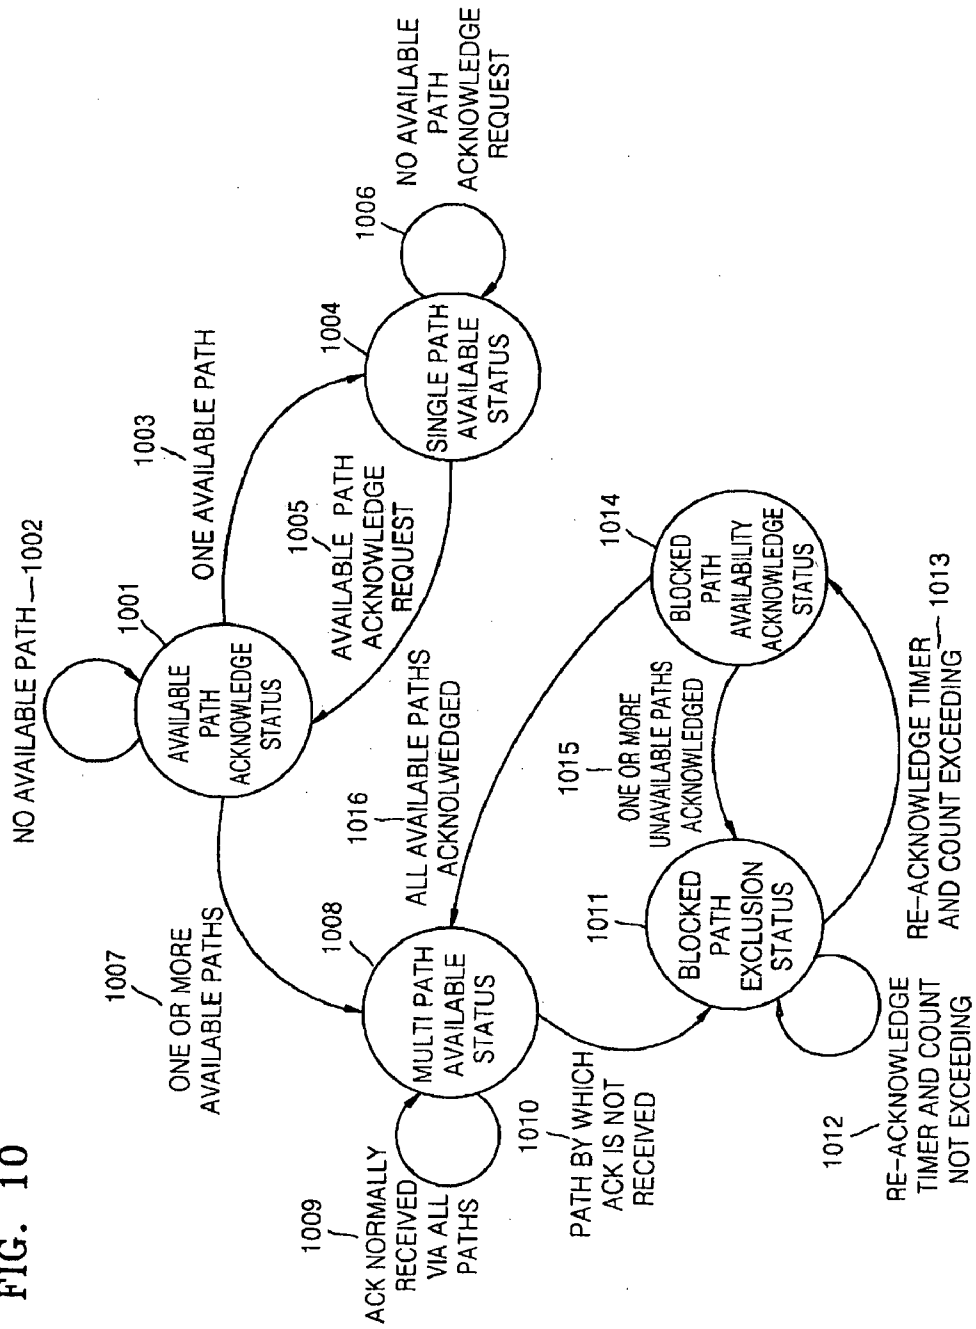 FIG. 10
NO AVAILABLE PATH
1002
1001
AVAILABLE
PATH
ACKNOWLEDGE
STATUS
1003
ONE AVAILABLE PATH
1004
SINGLE PATH
AVAILABLE
STATUS
1005
AVAILABLE PATH
ACKNOWLEDGE
REQUEST
1006
NO AVAILABLE
PATH
ACKNOWLEDGE
REQUEST
1007
ONE OR MORE
AVAILABLE PATHS
1008
MULTI PATH
AVAILABLE
STATUS
1009
ACK NORMALLY
RECEIVED
VIA ALL
PATHS
1010
PATH BY WHICH
ACK IS NOT
RECEIVED
1011
BLOCKED
PATH
EXCLUSION
STATUS
1012
RE-ACKNOWLEDGE
TIMER AND COUNT
NOT EXCEEDING
RE-ACKNOWLEDGE TIMER
AND COUNT EXCEEDING
1013
1014
BLOCKED
PATH
AVAILABILITY
ACKNOWLEDGE
STATUS
1015
ONE OR MORE
UNAVAILABLE PATHS
ACKNOWLEDGED
1016
ALL AVAILABLE PATHS
ACKNOLWEDGED